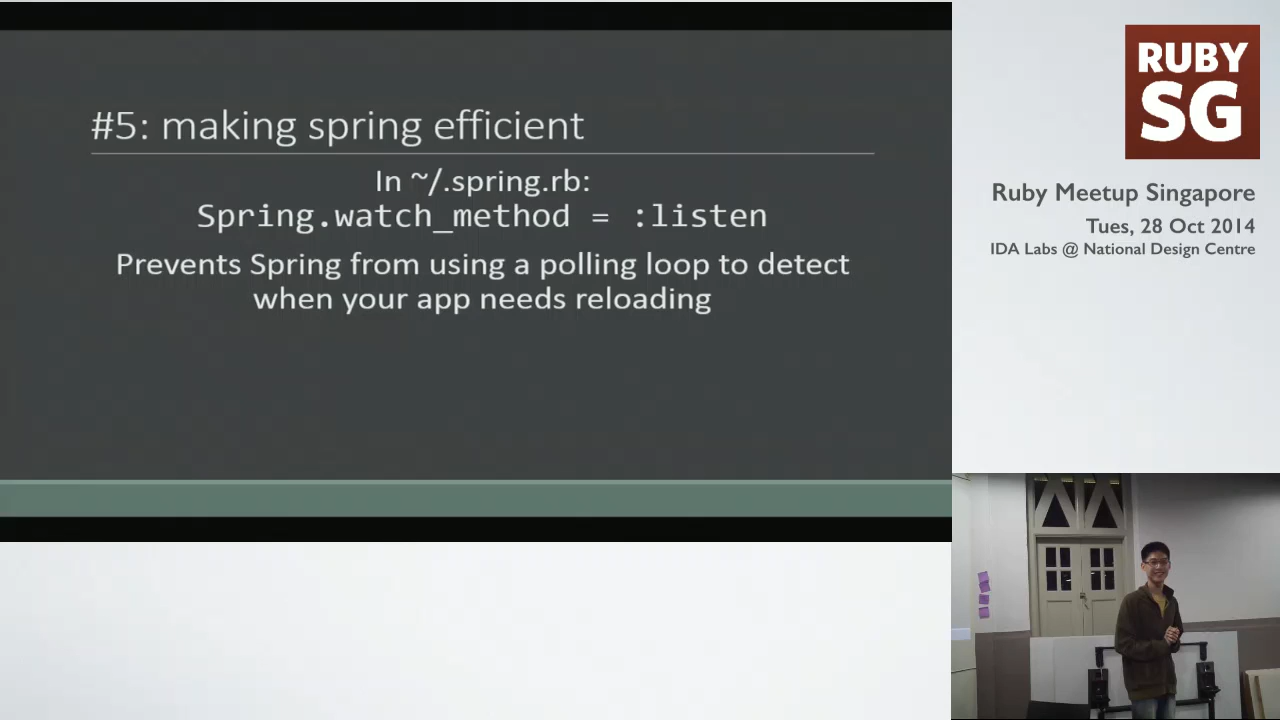 #5: making spring efficient
In ~/.spring.rb:
Spring.watch_method = :listen
Prevents Spring from using a polling loop to detect
when your app needs reloading
RUBY
SG
Ruby Meetup Singapore
Tues, 28 Oct 2014
IDA Labs @ National Design Centre